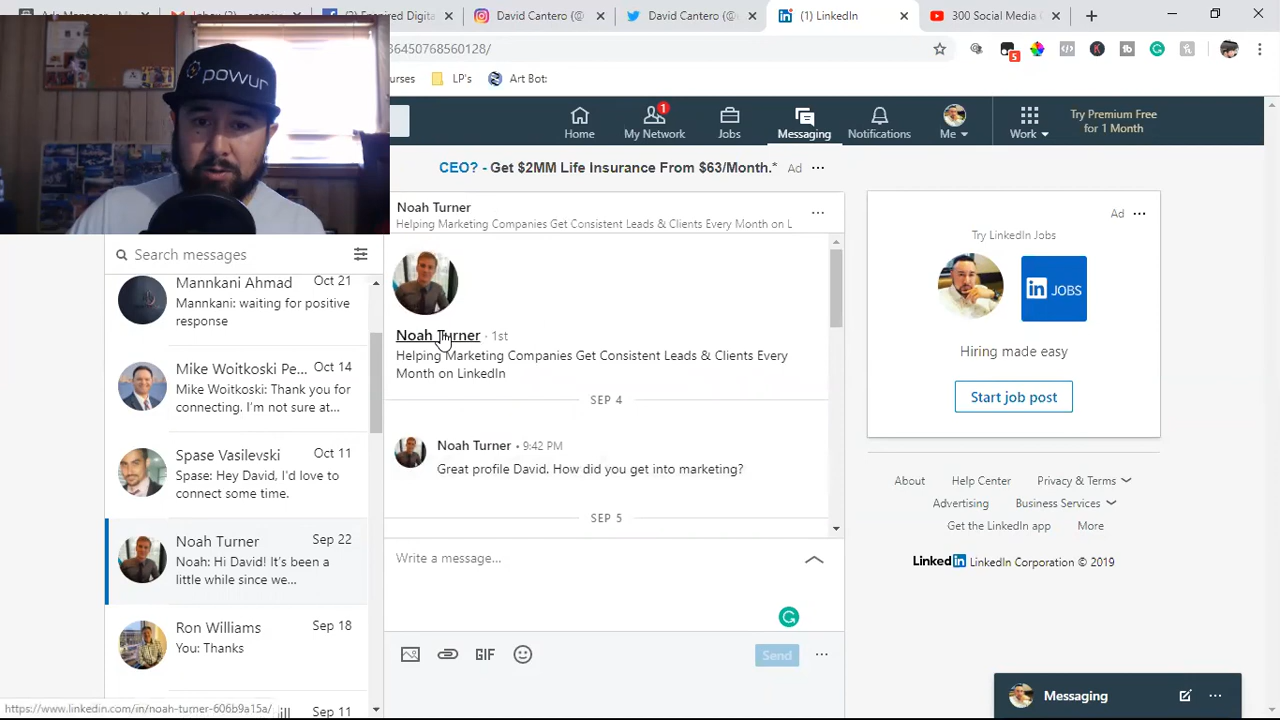 David Cantero (@
David Cantero (@
(1) LinkedIn
300 Social Media
36450768560128/
5
urses
LP's
Art Bot:
powur
Home
1
My Network
Jobs
Messaging
Notifications
Me
Work
Try Premium Free
for 1 Month
CEO? - Get $2MM Life Insurance From $63/Month.*
Ad
Noah Turner
Helping Marketing Companies Get Consistent Leads & Clients Every Month on L
Search messages
Mannkani Ahmad
Oct 21
Mannkani: waiting for positive
response
Mike Woitkoski Pe...
Oct 14
Mike Woitkoski: Thank you for
connecting. I'm not sure at...
Spase Vasilevski
Oct 11
Spase: Hey David, I'd love to
connect some time.
Noah Turner
Sep 22
Noah: Hi David! It's been a
little while since we...
Ron Williams
Sep 18
You: Thanks
Sep 11
https://www.linkedin.com/in/noah-turner-606b9a15a/
Noah Turner · 1st
Helping Marketing Companies Get Consistent Leads & Clients Every
Month on LinkedIn
SEP 4
Noah Turner • 9:42 PM
Great profile David. How did you get into marketing?
SEP 5
Write a message...
GIF
Send
Ad
Try LinkedIn Jobs
in JOBS
Hiring made easy
Start job post
About
Help Center
Privacy & Terms
Advertising
Business Services
Get the LinkedIn app
More
LinkedIn LinkedIn Corporation © 2019
Messaging